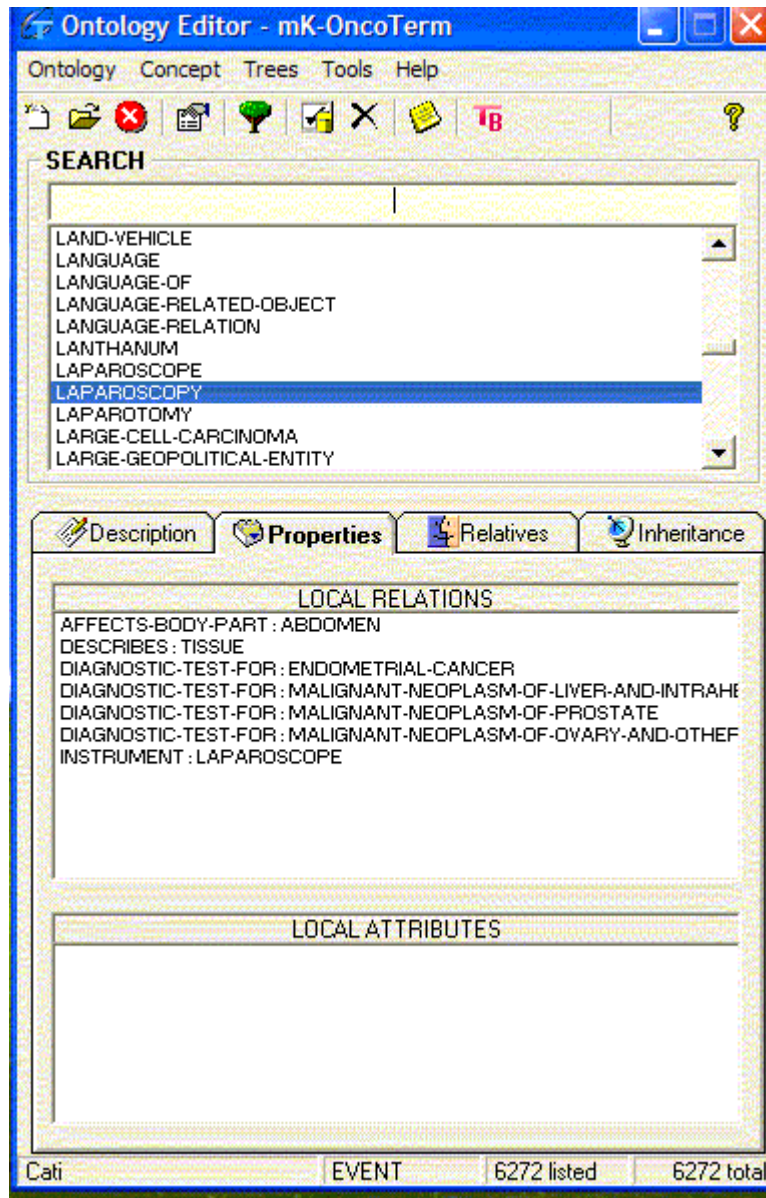 Ontology Editor - mK-OncoTerm
Ontology Concept Trees Tools Help
TB
SEARCH
LAND-VEHICLE
LANGUAGE
LANGUAGE-OF
LANGUAGE-RELATED-OBJECT
LANGUAGE-RELATION
LANTHANUM
LAPAROSCOPE
LAPAROSCOPY
LAPAROTOMY
LARGE-CELL-CARCINOMA
LARGE-GEOPOLITICAL-ENTITY
Description Properties Relatives Inheritance
LOCAL RELATIONS
AFFECTS-BODY-PART : ABDOMEN
DESCRIBES : TISSUE
DIAGNOSTIC-TEST-FOR : ENDOMETRIAL-CANCER
DIAGNOSTIC-TEST-FOR : MALIGNANT-NEOPLASM-OF-LIVER-AND-INTRAHE
DIAGNOSTIC-TEST-FOR : MALIGNANT-NEOPLASM-OF-PROSTATE
DIAGNOSTIC-TEST-FOR : MALIGNANT-NEOPLASM-OF-OVARY-AND-OTHER
INSTRUMENT : LAPAROSCOPE
LOCAL ATTRIBUTES
Cati EVENT 6272 listed 6272 total